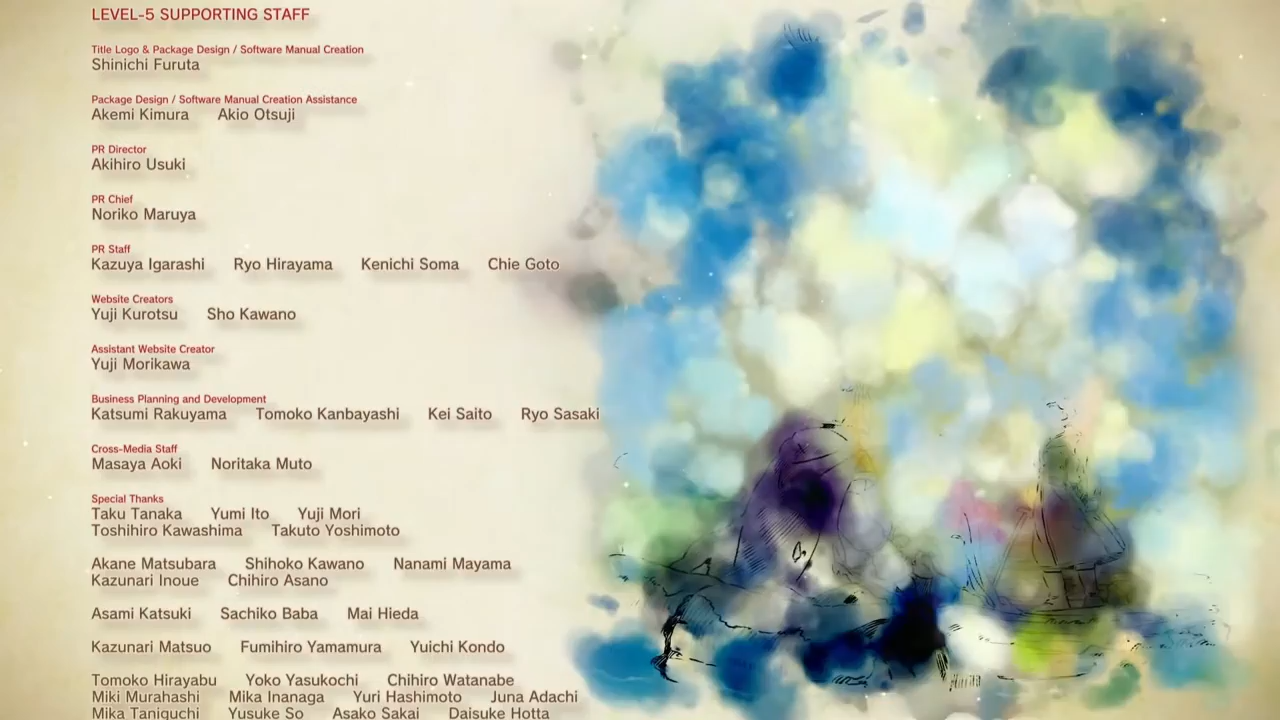 LEVEL-5 SUPPORTING STAFF
Title Logo & Package Design / Software Manual Creation
Shinichi Furuta
Package Design / Software Manual Creation Assistance
Akemi Kimura Akio Otsuji
PR Director
Akihiro Usuki
PR Chief
Noriko Maruya
PR Staff
Kazuya Igarashi Ryo Hirayama Kenichi Soma Chie Goto
Website Creators
Yuji Kurotsu Sho Kawano
Assistant Website Creator
Yuji Morikawa
Business Planning and Development
Katsumi Rakuyama Tomoko Kanbayashi Kei Saito Ryo Sasaki
Cross-Media Staff
Masaya Aoki Noritaka Muto
Special Thanks
Taku Tanaka Yumi Ito Yuji Mori
Toshihiro Kawashima Takuto Yoshimoto
Akane Matsubara Shihoko Kawano Nanami Mayama
Kazunari Inoue Chihiro Asano
Asami Katsuki Sachiko Baba Mai Hieda
Kazunari Matsuo Fumihiro Yamamura Yuichi Kondo
Tomoko Hirayabu Yoko Yasukochi Chihiro Watanabe
Miki Murahashi Mika Inanaga Yuri Hashimoto Juna Adachi
Mika Taniguchi Yusuke So Asako Sakai Daisuke Hotta